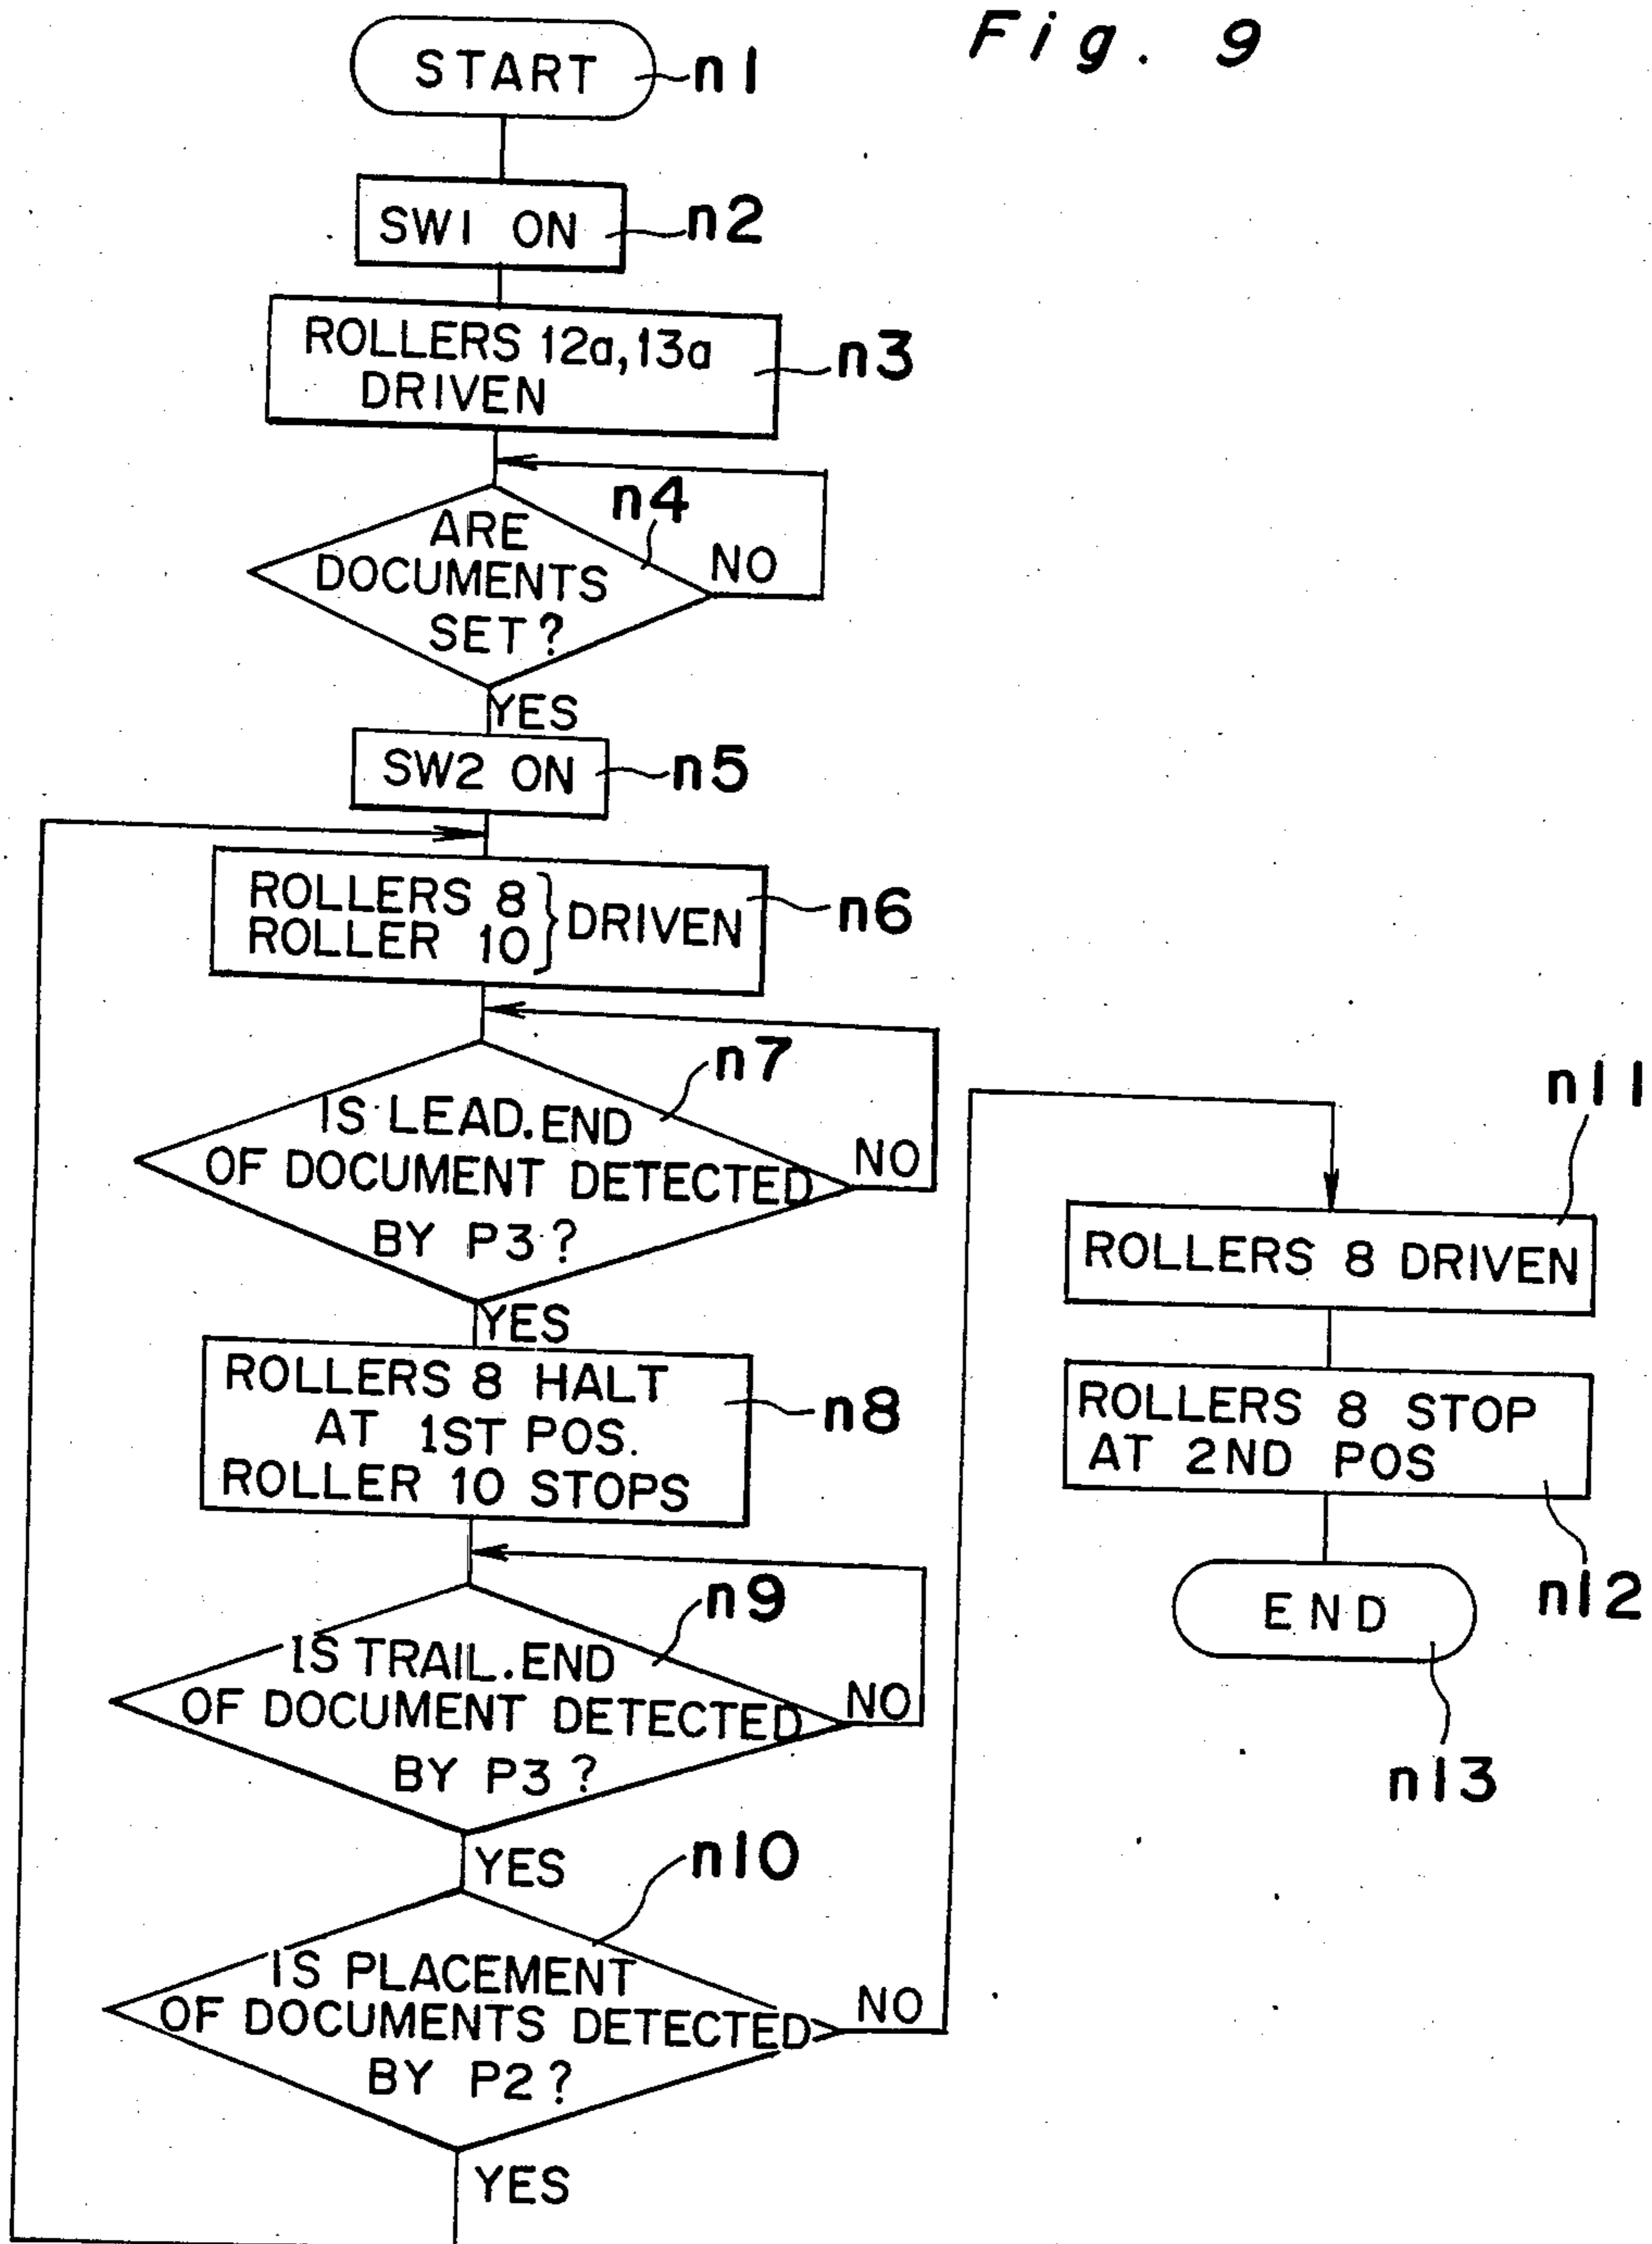 Fig. 9
START
n1
SW1 ON
n2
ROLLERS 12a, 13a
DRIVEN
n3
n4
ARE
DOCUMENTS
SET?
NO
YES
SW2 ON
n5
ROLLERS 8
ROLLER 10
} DRIVEN
n6
n7
IS LEAD. END
OF DOCUMENT DETECTED
BY P3?
NO
YES
ROLLERS 8 HALT
AT 1ST POS.
ROLLER 10 STOPS
n8
n9
IS TRAIL. END
OF DOCUMENT DETECTED
BY P3?
NO
YES
n10
IS PLACEMENT
OF DOCUMENTS DETECTED
BY P2?
NO
YES
n11
ROLLERS 8 DRIVEN
ROLLERS 8 STOP
AT 2ND POS
n12
END
n13